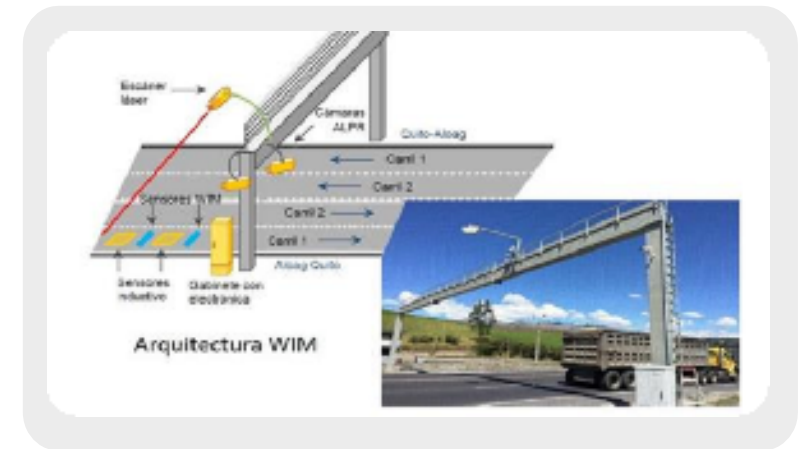 Escáner
láser
Cámaras
ALPR
Quito-Aloag
Carril 1
Carril 2
Sensores WIM
Carril 2
Carril 1
Aloag Quito
Sensores
inductivo
Gabinete con
electrónica
Arquitectura WIM